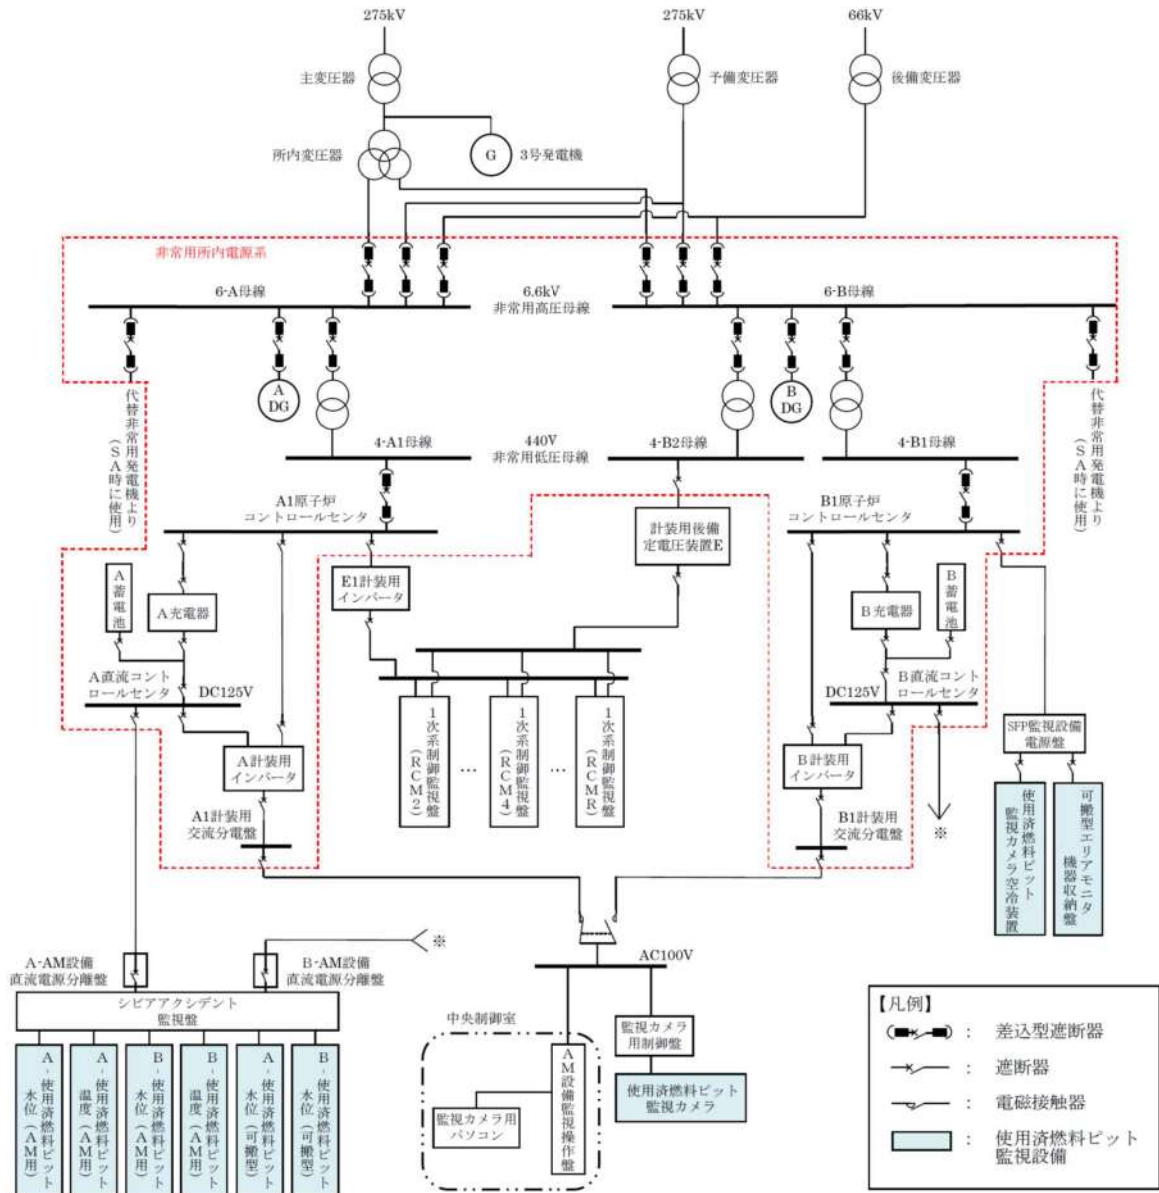 275kV
275kV
66kV
主変圧器
予備変圧器
後備変圧器
所内変圧器
G
3号発電機
非常用所内電源系
6-A母線
6.6kV
非常用高圧母線
6-B母線
代替非常用発電機より
(SA時に使用)
A
DG
B
DG
代替非常用発電機より
(SA時に使用)
4-A1母線
440V
非常用低圧母線
4-B2母線
4-B1母線
A1原子炉
コントロールセンタ
計装用後備
定電圧装置E
B1原子炉
コントロールセンタ
A蓄電池
A充電器
E1計装用
インバータ
B充電器
B蓄電池
A直流コント
ロールセンタ
DC125V
B直流コント
ロールセンタ
DC125V
1次系制御監視盤
(RCM2)
…
1次系制御監視盤
(RCM4)
…
1次系制御監視盤
(RCMR)
A計装用
インバータ
B計装用
インバータ
SFP監視設備
電源盤
A1計装用
交流分電盤
B1計装用
交流分電盤
※
使用済燃料ピット
監視カメラ空冷装置
可搬型エリアモニタ
機器収納盤
※
A-AM設備
直流電源分離盤
B-AM設備
直流電源分離盤
AC100V
シビアアクシデント
監視盤
A-使用済燃料ピット
水位(AM用)
A-使用済燃料ピット
温度(AM用)
B-使用済燃料ピット
水位(AM用)
B-使用済燃料ピット
温度(AM用)
A-使用済燃料ピット
水位(可搬型)
B-使用済燃料ピット
水位(可搬型)
中央制御室
監視カメラ用
パソコン
AM設備監視操作盤
監視カメラ
用制御盤
使用済燃料ピット
監視カメラ
【凡例】
: 差込型遮断器
: 遮断器
: 電磁接触器
: 使用済燃料ピット
監視設備